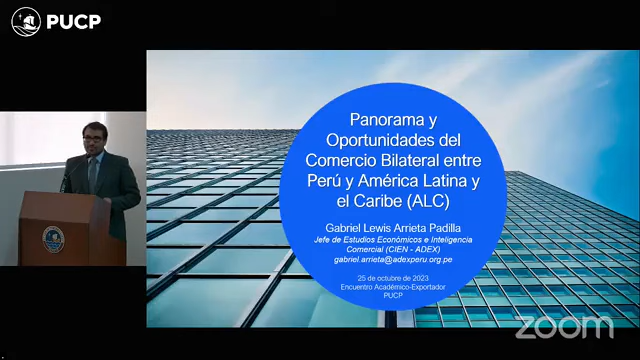 PUCP
Panorama y
Oportunidades del
Comercio Bilateral entre
Perú y América Latina y
el Caribe (ALC)
Gabriel Lewis Arrieta Padilla
Jefe de Estudios Económicos e Inteligencia
Comercial (CIEN - ADEX)
gabriel.arrieta@adexperu.org.pe
25 de octubre de 2023
Encuentro Académico-Exportador
PUCP
zoom